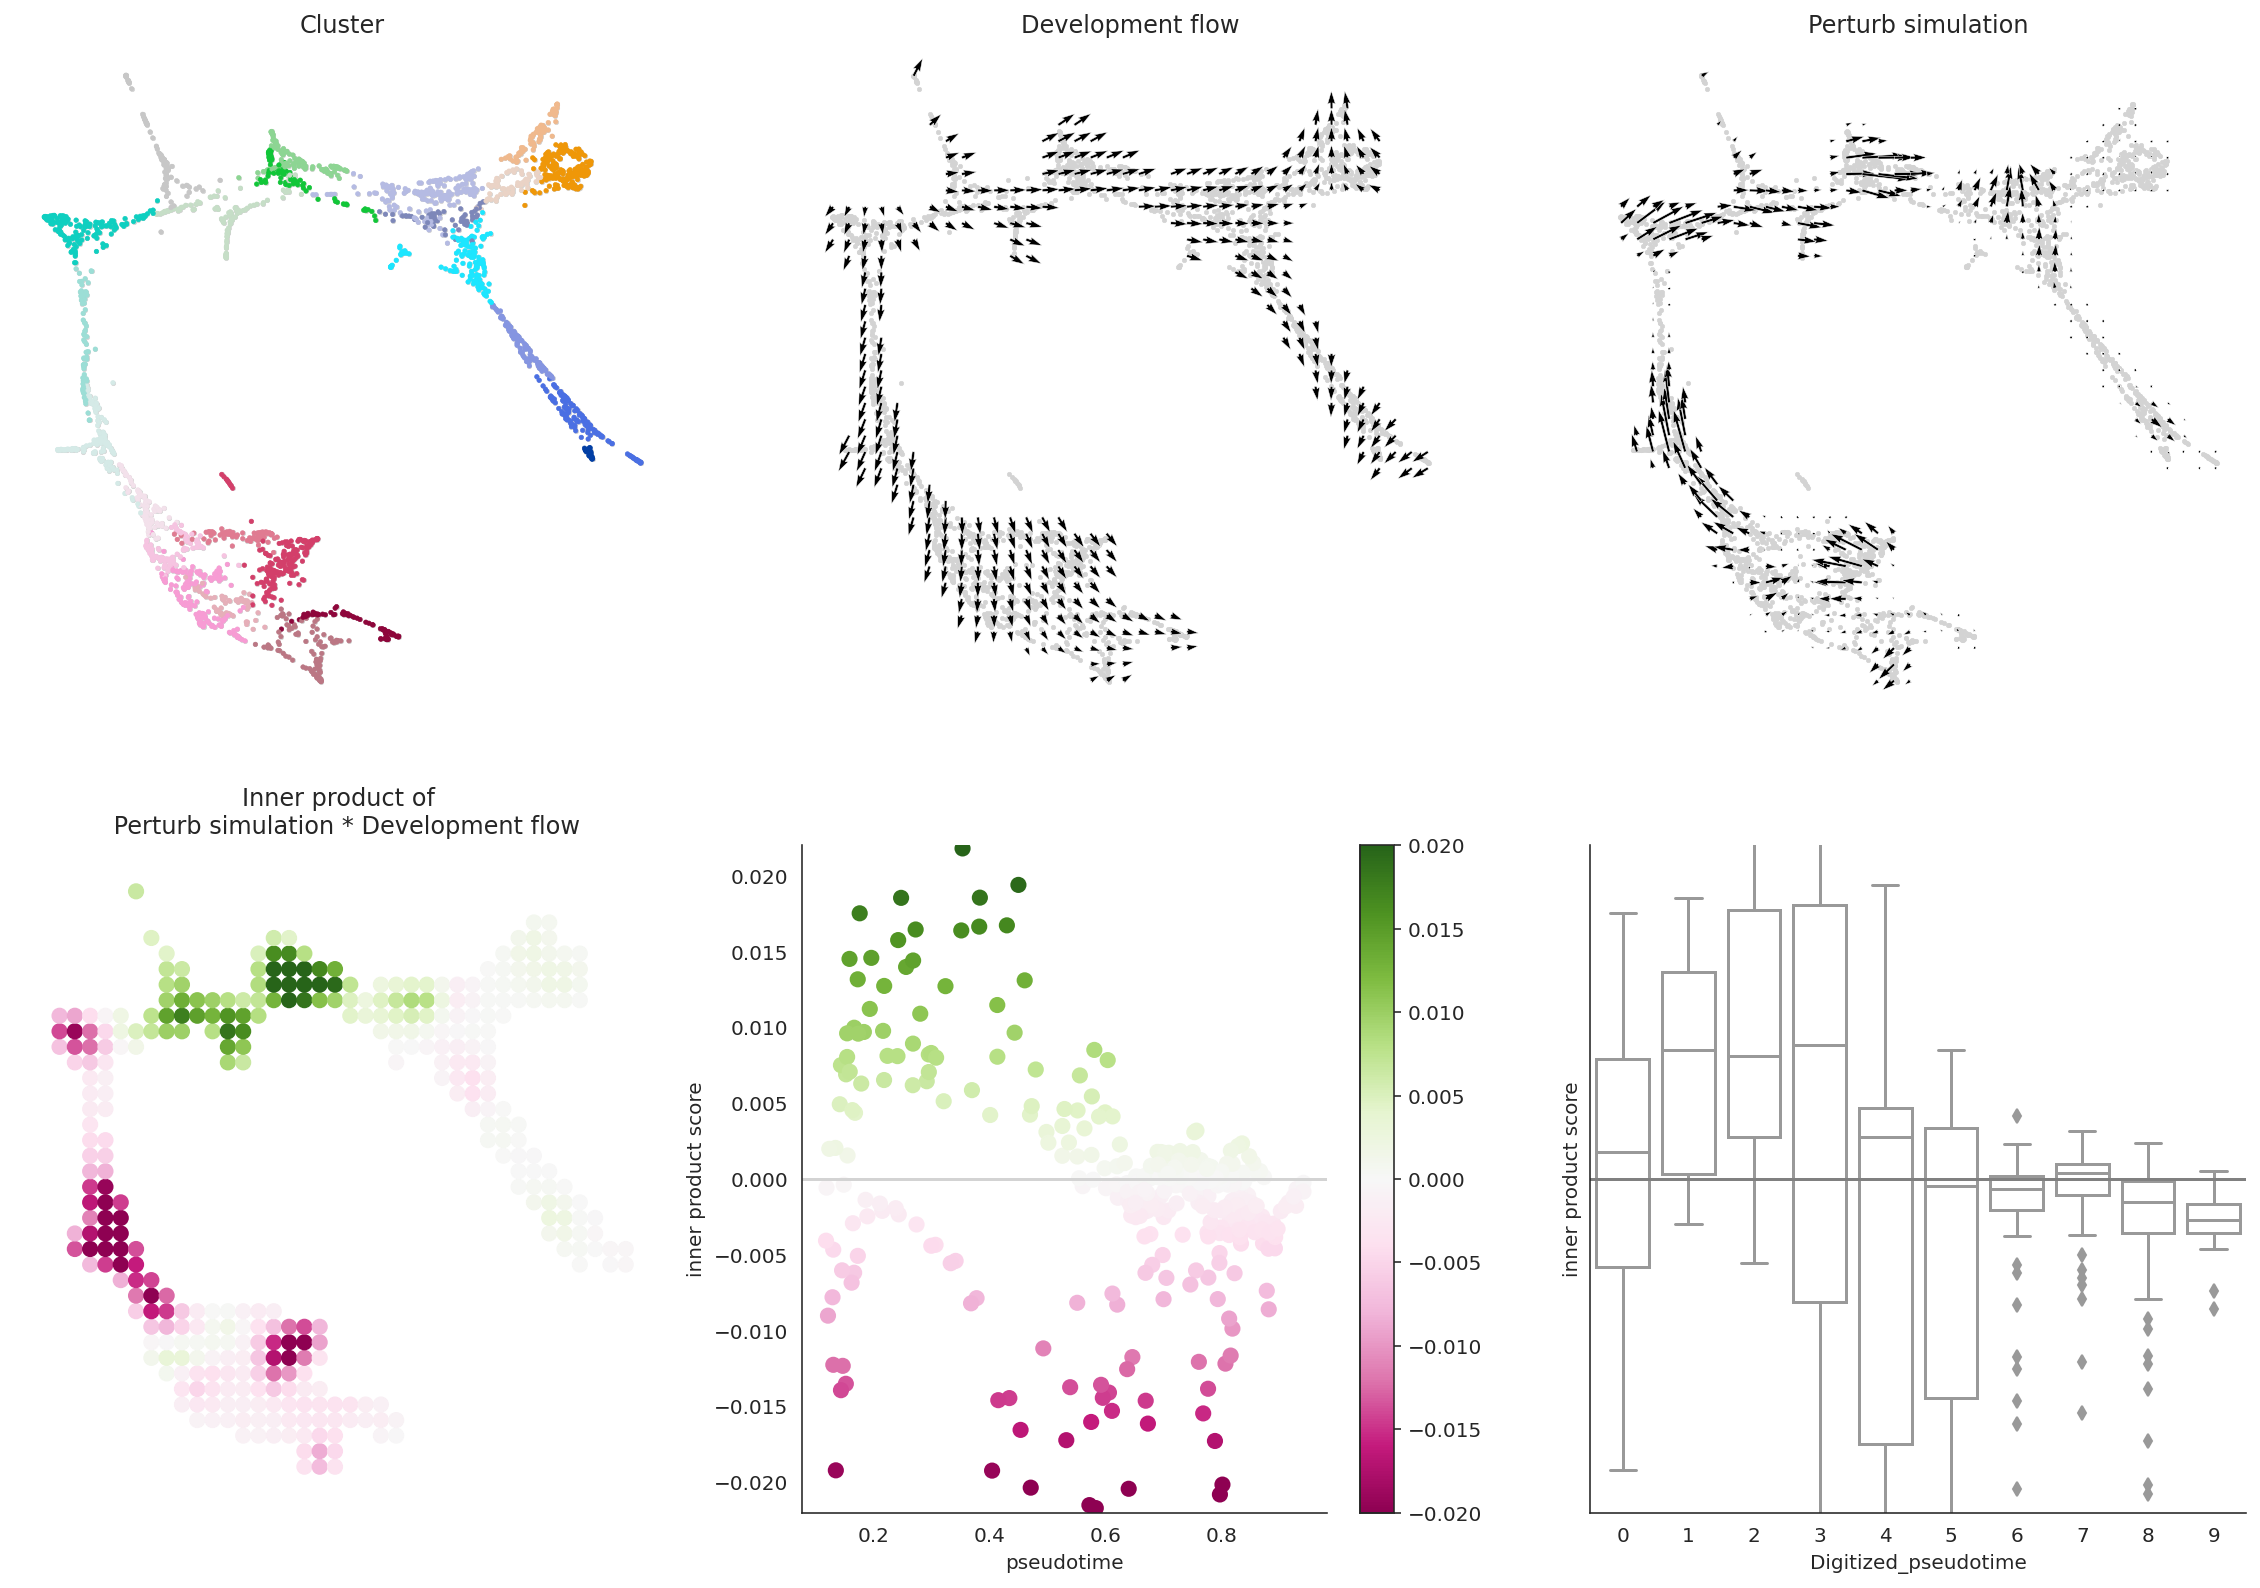 Cluster
Development flow
Perturb simulation
Inner product of
Perturb simulation * Development flow
inner product score
0.020
0.015
0.010
0.005
0.000
−0.005
−0.010
−0.015
−0.020
0.2
0.4
0.6
0.8
pseudotime
0.020
0.015
0.010
0.005
0.000
−0.005
−0.010
−0.015
−0.020
inner product score
0 1 2 3 4 5 6 7 8 9
Digitized_pseudotime